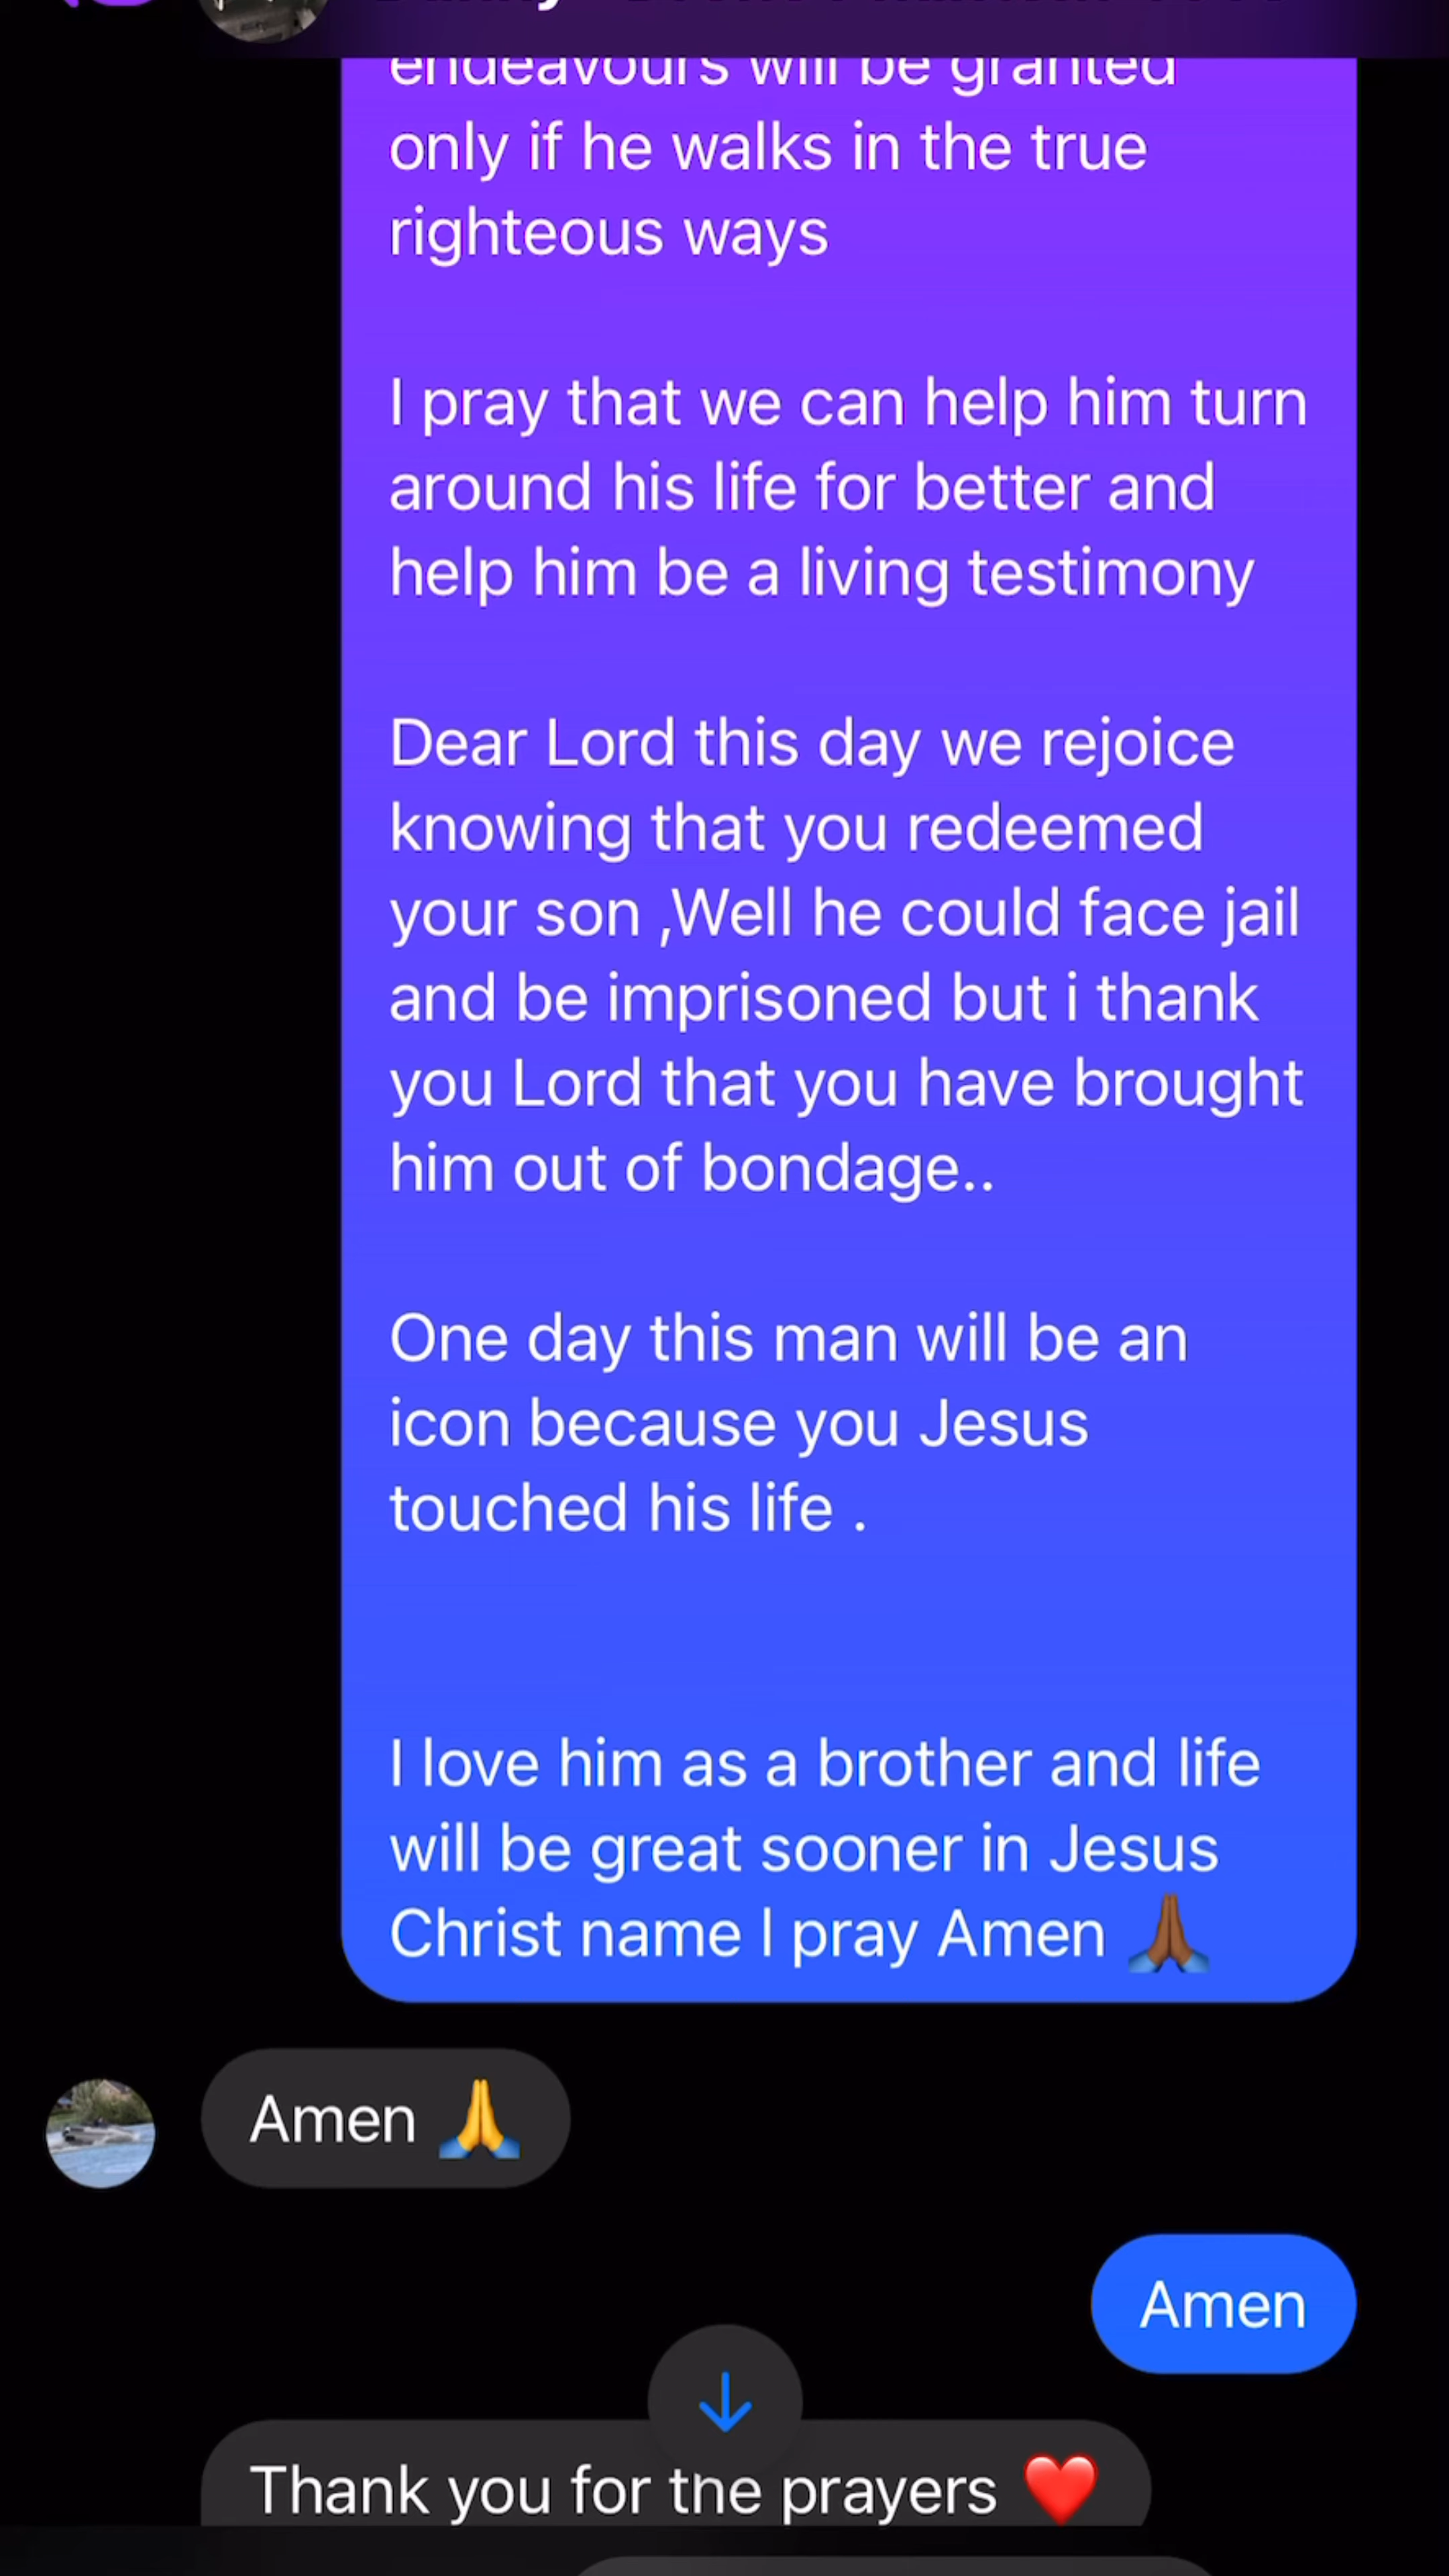 endeavours will be granted
only if he walks in the true
righteous ways
I pray that we can help him turn
around his life for better and
help him be a living testimony
Dear Lord this day we rejoice
knowing that you redeemed
your son ,Well he could face jail
and be imprisoned but i thank
you Lord that you have brought
him out of bondage..
One day this man will be an
icon because you Jesus
touched his life .
I love him as a brother and life
will be great sooner in Jesus
Christ name I pray Amen 🙏🏾
Amen 🙏
Amen
Thank you for the prayers ❤️